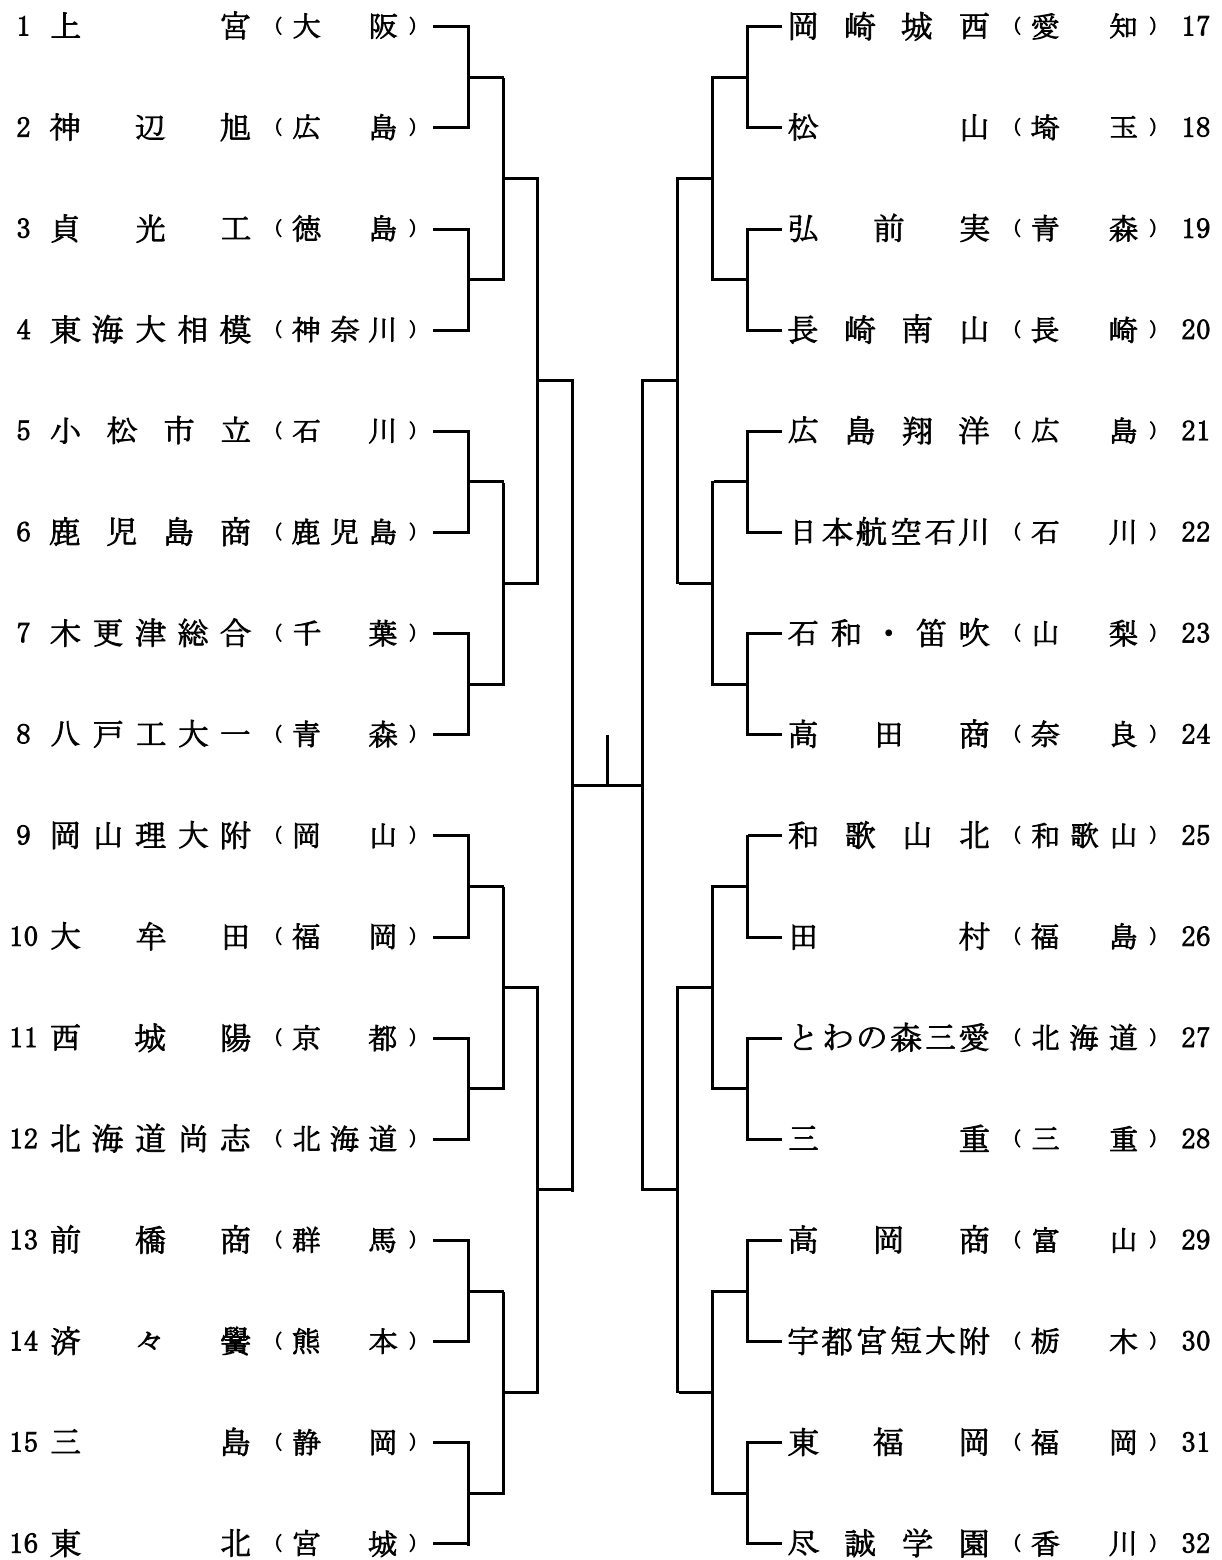 1 上宮 （大阪）
2 神辺旭 （広島）
3 貞光工 （徳島）
4 東海大相模 （神奈川）
5 小松市立 （石川）
6 鹿児島商 （鹿児島）
7 木更津総合 （千葉）
8 八戸工大一 （青森）
9 岡山理大附 （岡山）
10 大牟田 （福岡）
11 西城陽 （京都）
12 北海道尚志 （北海道）
13 前橋商 （群馬）
14 済々黌 （熊本）
15 三島 （静岡）
16 東北 （宮城）
岡崎城西 （愛知） 17
松山 （埼玉） 18
弘前実 （青森） 19
長崎南山 （長崎） 20
広島翔洋 （広島） 21
日本航空石川 （石川） 22
石和・笛吹 （山梨） 23
高田商 （奈良） 24
和歌山北 （和歌山） 25
田村 （福島） 26
とわの森三愛 （北海道） 27
三重 （三重） 28
高岡商 （富山） 29
宇都宮短大附 （栃木） 30
東福岡 （福岡） 31
尽誠学園 （香川） 32